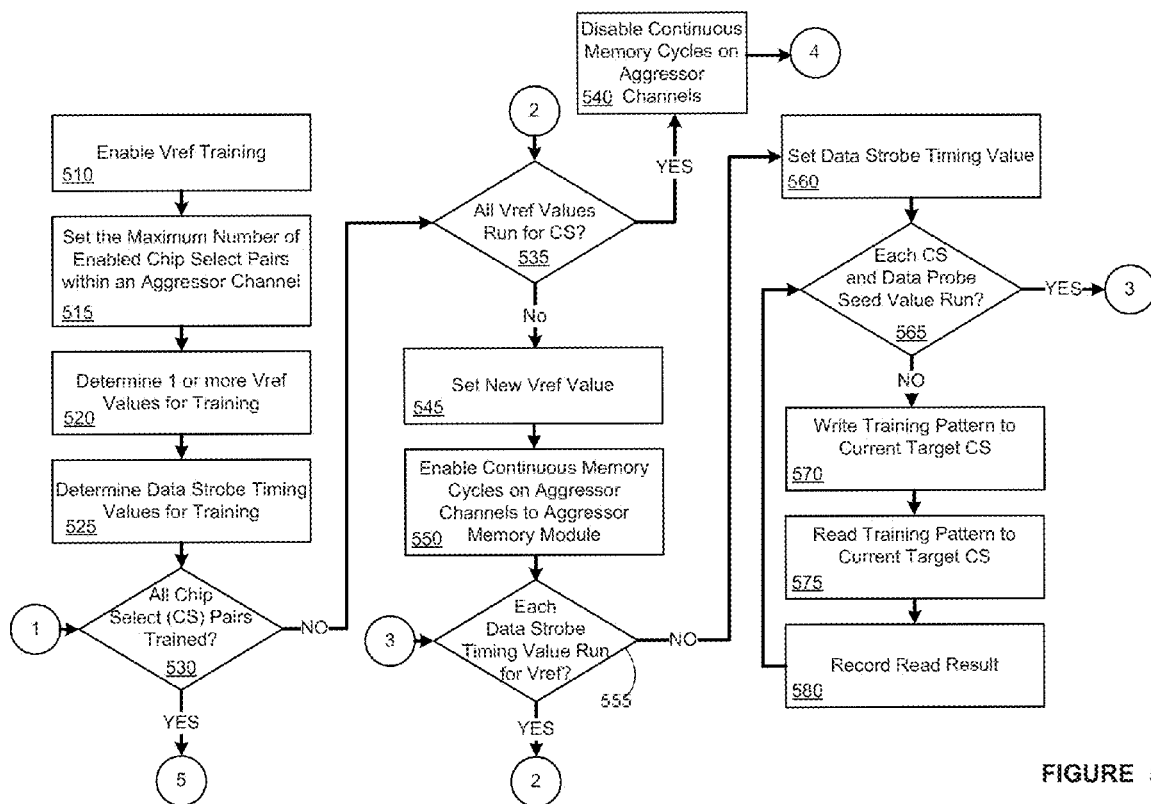 Enable Vref Training
510
Set the Maximum Number of
Enabled Chip Select Pairs
within an Aggressor Channel
515
Determine 1 or more Vref
Values for Training
520
Determine Data Strobe Timing
Values for Training
525
1
All Chip
Select (CS) Pairs
Trained?
530
NO
YES
5
2
All Vref Values
Run for CS?
535
YES
Disable Continuous
Memory Cycles on
Aggressor
Channels
540
4
No
Set New Vref Value
545
Enable Continuous Memory
Cycles on Aggressor
Channels to Aggressor
Memory Module
550
3
Each
Data Strobe
Timing Value Run
for Vref?
555
NO
YES
2
Set Data Strobe Timing Value
560
Each CS
and Data Probe
Seed Value Run?
565
YES
3
NO
Write Training Pattern to
Current Target CS
570
Read Training Pattern to
Current Target CS
575
Record Read Result
580
FIGURE